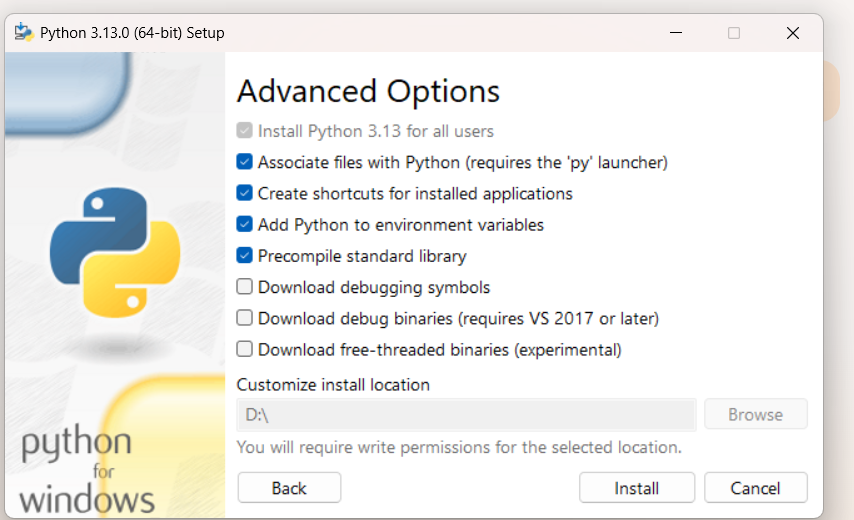 Python 3.13.0 (64-bit) Setup
Advanced Options
Install Python 3.13 for all users
Associate files with Python (requires the 'py' launcher)
Create shortcuts for installed applications
Add Python to environment variables
Precompile standard library
Download debugging symbols
Download debug binaries (requires VS 2017 or later)
Download free-threaded binaries (experimental)
Customize install location
D:\
Browse
You will require write permissions for the selected location.
python
for
windows
Back
Install
Cancel